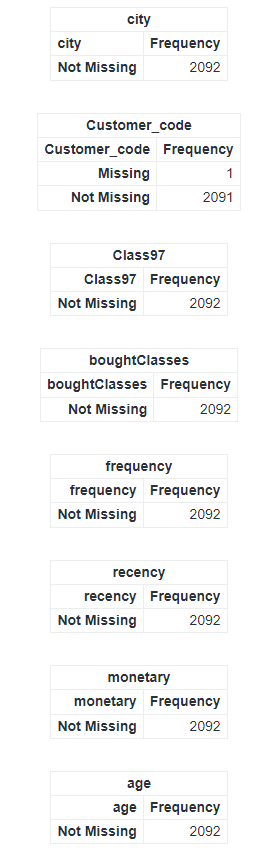 city
city Frequency
Not Missing 2092
Customer_code
Customer_code Frequency
Missing 1
Not Missing 2091
Class97
Class97 Frequency
Not Missing 2092
boughtClasses
boughtClasses Frequency
Not Missing 2092
frequency
frequency Frequency
Not Missing 2092
recency
recency Frequency
Not Missing 2092
monetary
monetary Frequency
Not Missing 2092
age
age Frequency
Not Missing 2092